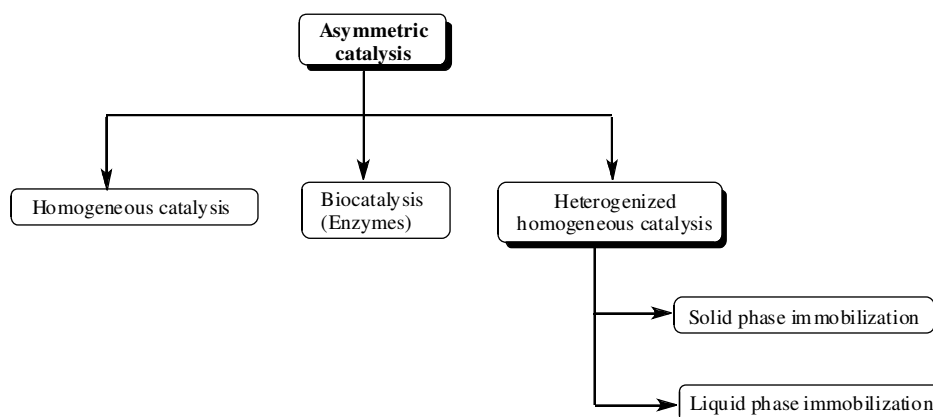 Asymmetric
catalysis
Homogeneous catalysis
Biocatalysis
(Enzymes)
Heterogenized
homogeneous catalysis
Solid phase immobilization
Liquid phase immobilization